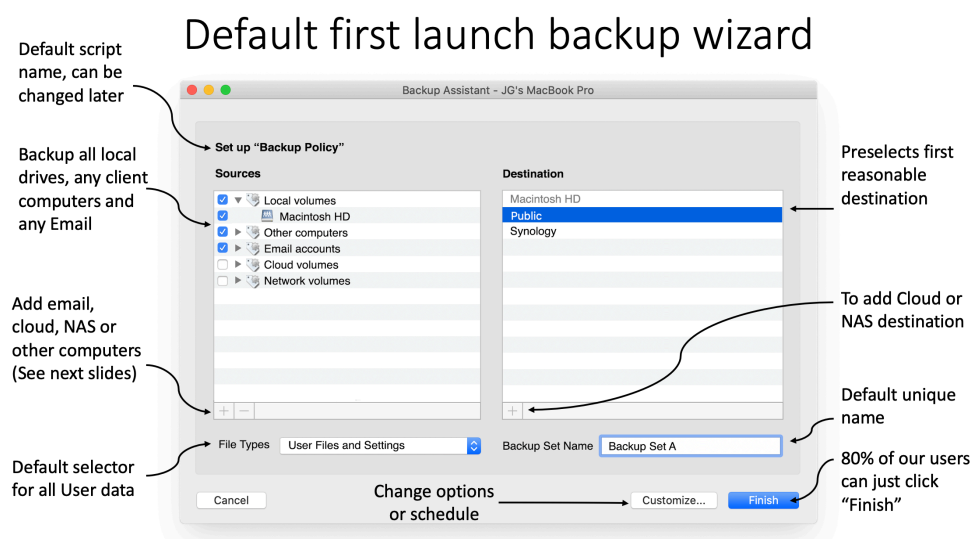 Default first launch backup wizard
Default script
name, can be
changed later
Backup all local
drives, any client
computers and
any Email
Add email,
cloud, NAS or
other computers
(See next slides)
Default selector
for all User data
Backup Assistant - JG's MacBook Pro
Set up “Backup Policy”
Sources
Local volumes
Macintosh HD
Other computers
Email accounts
Cloud volumes
Network volumes
+ −
File Types User Files and Settings
Destination
Macintosh HD
Public
Synology
+
Backup Set Name Backup Set A
Cancel
Change options
or schedule
Customize...
Finish
Preselects first
reasonable
destination
To add Cloud or
NAS destination
Default unique
name
80% of our users
can just click
“Finish”